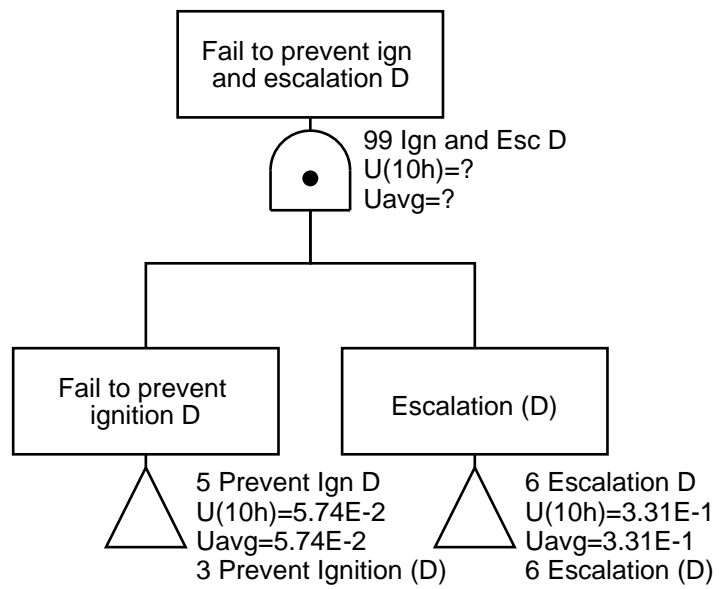 Fail to prevent ign
and escalation D
99 Ign and Esc D
U(10h)=?
Uavg=?
Fail to prevent
ignition D
Escalation (D)
5 Prevent Ign D
U(10h)=5.74E-2
Uavg=5.74E-2
3 Prevent Ignition (D)
6 Escalation D
U(10h)=3.31E-1
Uavg=3.31E-1
6 Escalation (D)